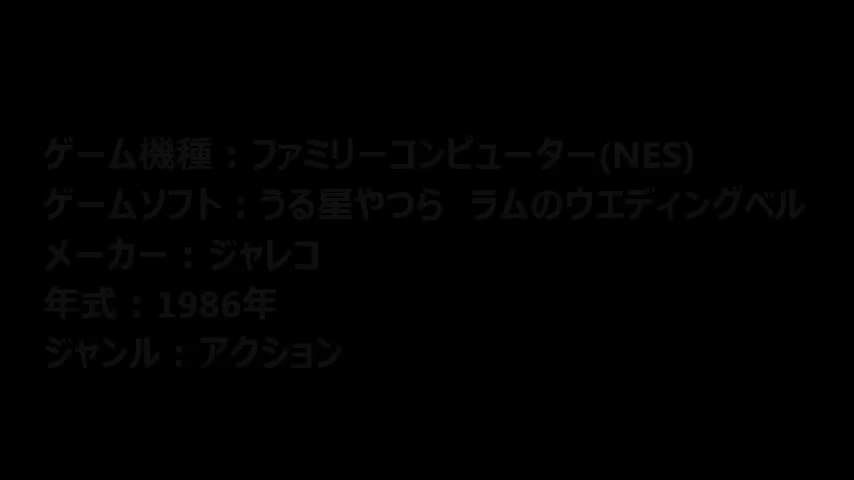 ゲーム機種：ファミリーコンピューター(NES)
ゲームソフト：うる星やつら　ラムのウエディングベル
メーカー：ジャレコ
年式：1986年
ジャンル：アクション